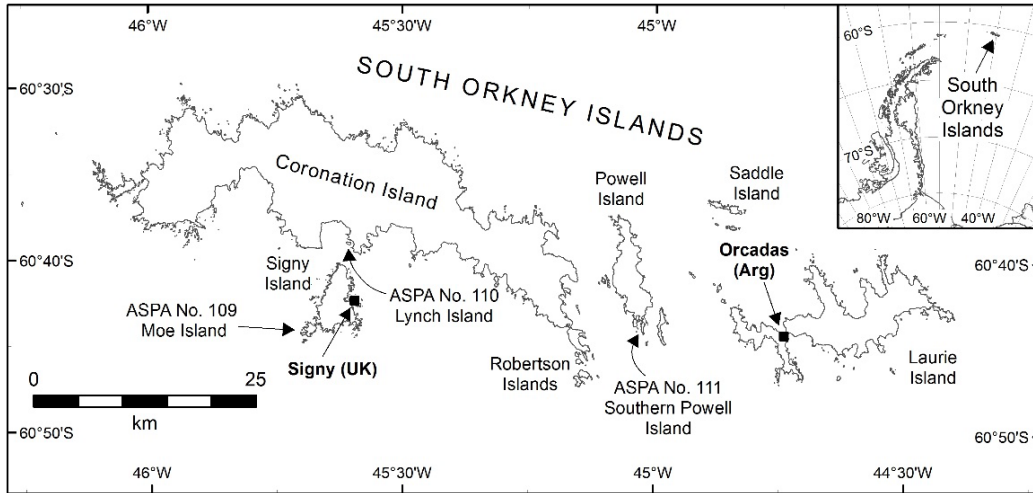 46°W
45°30'W
45°W
60°S
70°S
80°W
60°W
40°W
South
Orkney
Islands
60°30'S
SOUTH ORKNEY ISLANDS
Coronation Island
Powell
Island
Saddle
Island
Orcadas
(Arg)
60°40'S
60°40'S
Signy
Island
ASPA No. 109
Moe Island
ASPA No. 110
Lynch Island
Signy (UK)
Robertson
Islands
ASPA No. 111
Southern Powell
Island
Laurie
Island
0
25
km
60°50'S
60°50'S
46°W
45°30'W
45°W
44°30'W